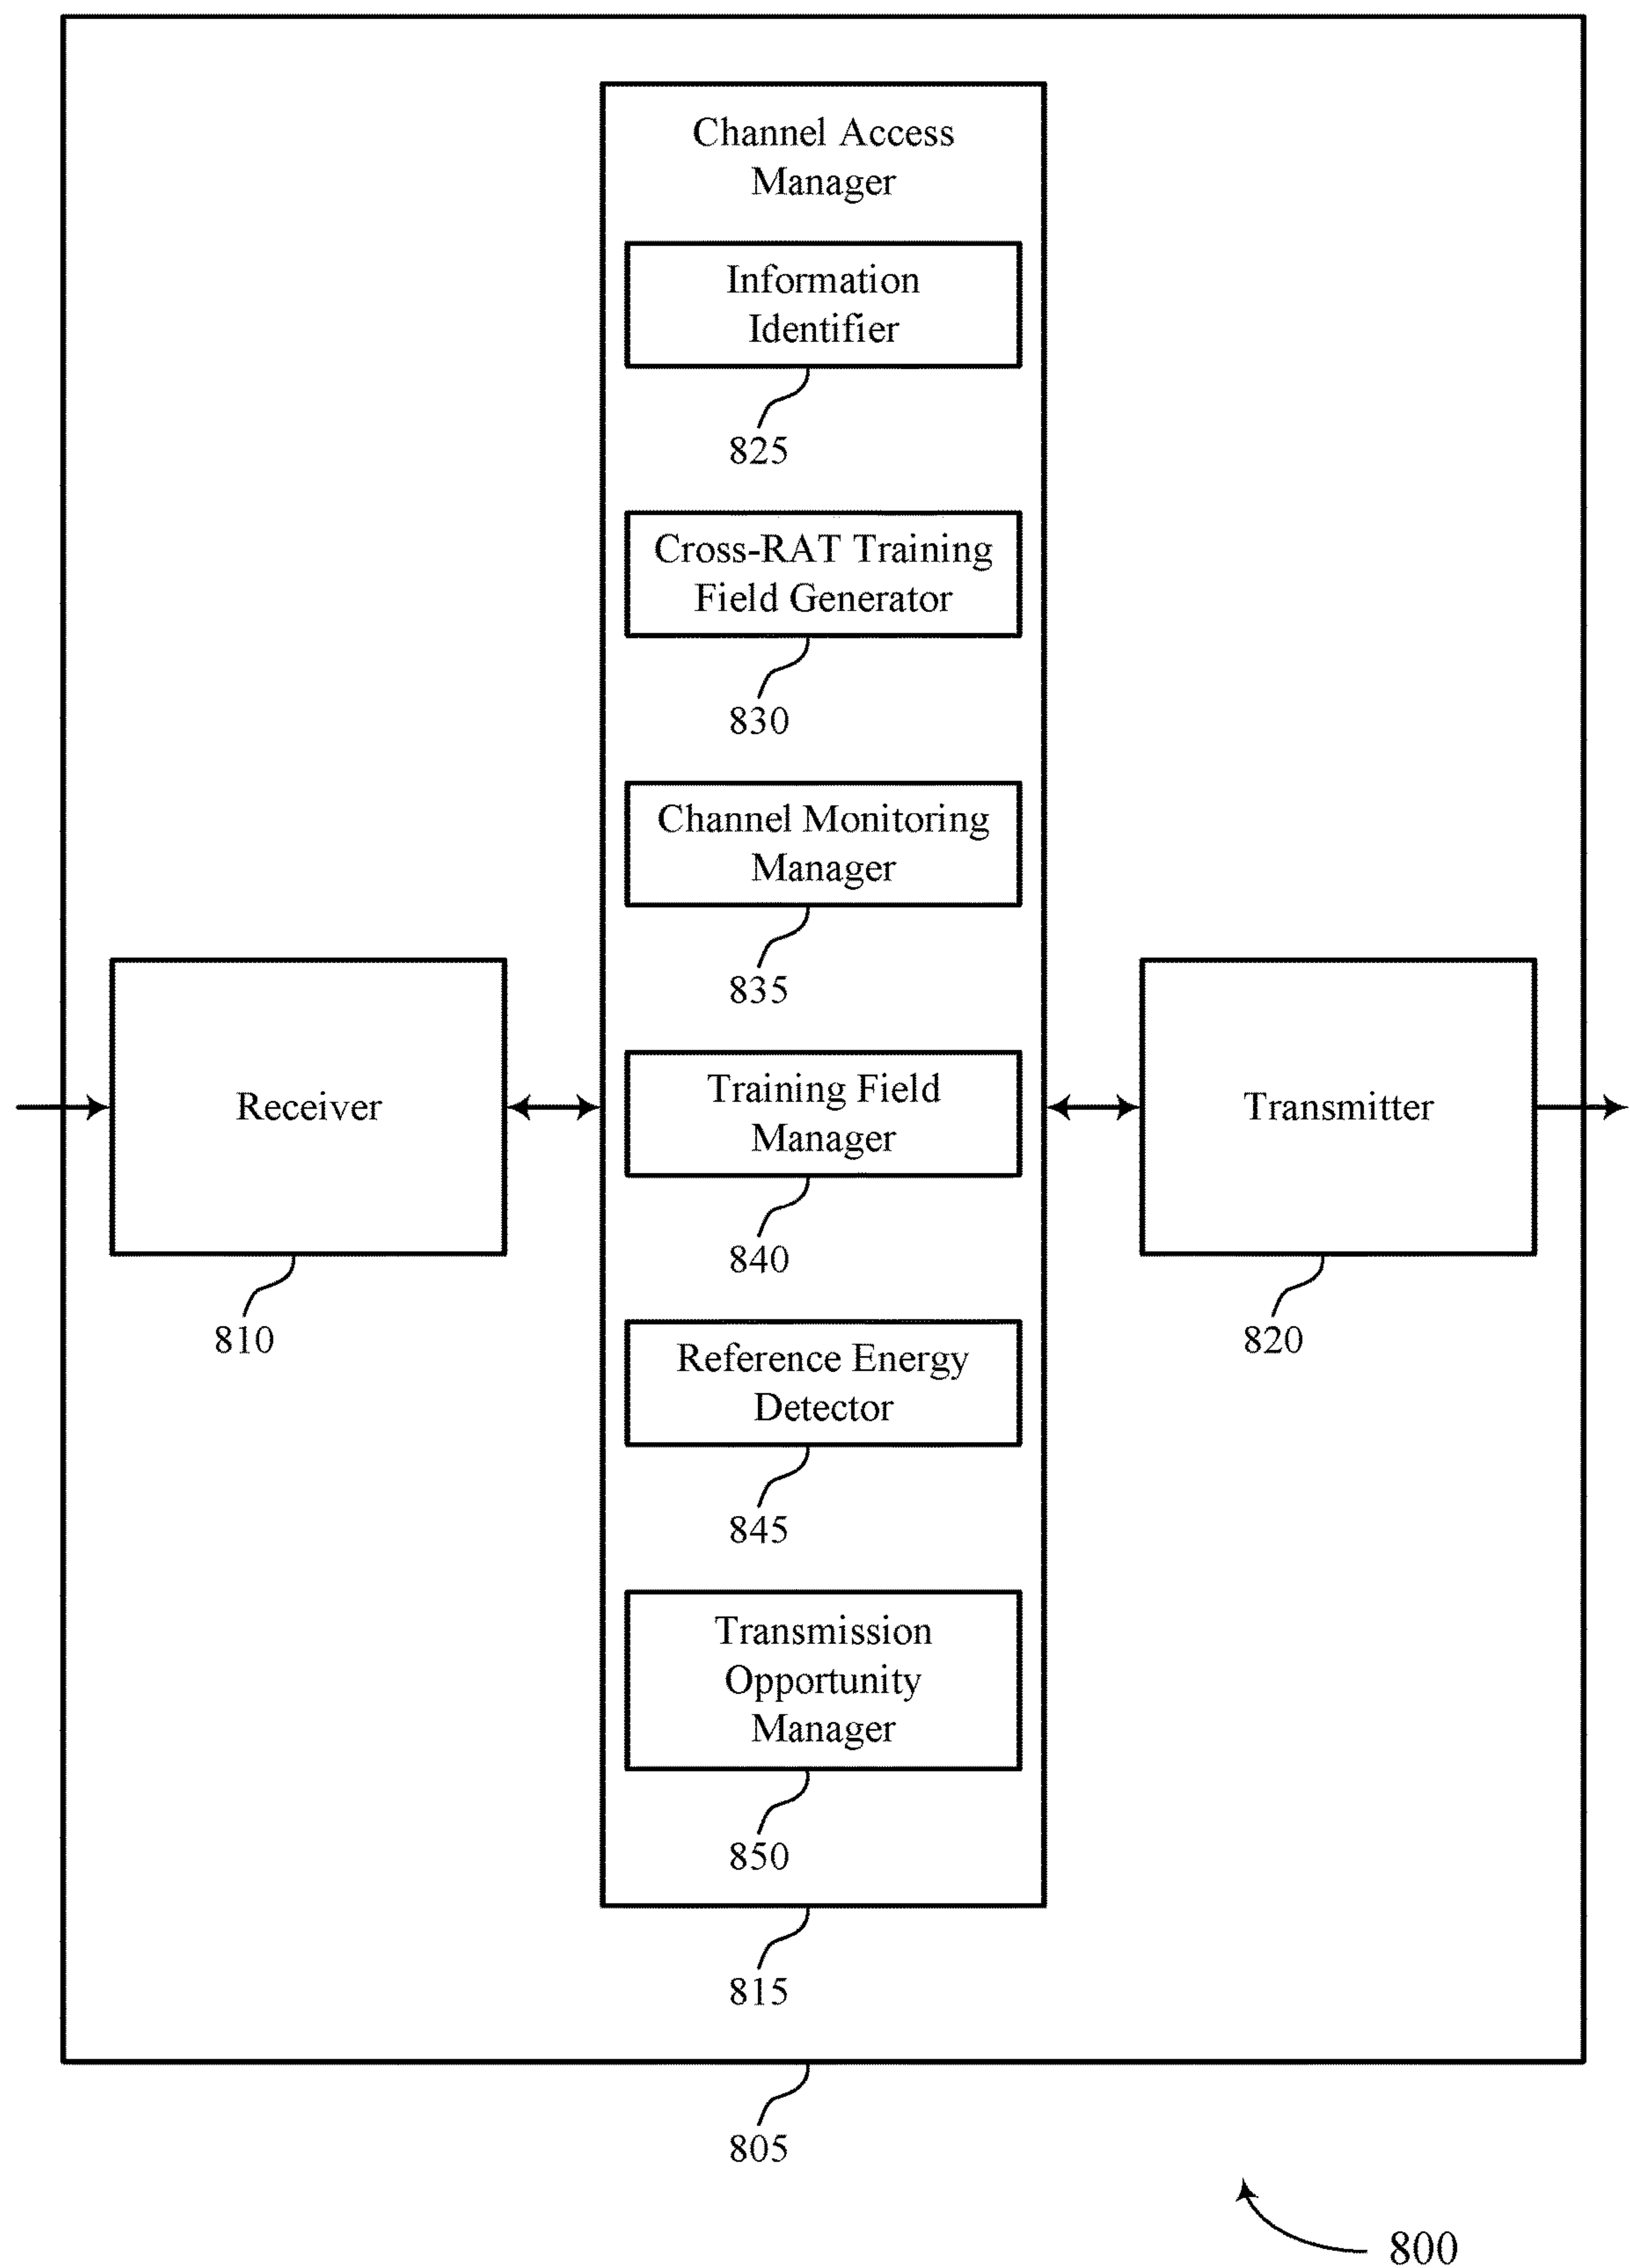 Channel Access
Manager
Information
Identifier
825
Cross-RAT Training
Field Generator
830
Channel Monitoring
Manager
835
Receiver
810
Training Field
Manager
840
Transmitter
820
Reference Energy
Detector
845
Transmission
Opportunity
Manager
850
815
805
800